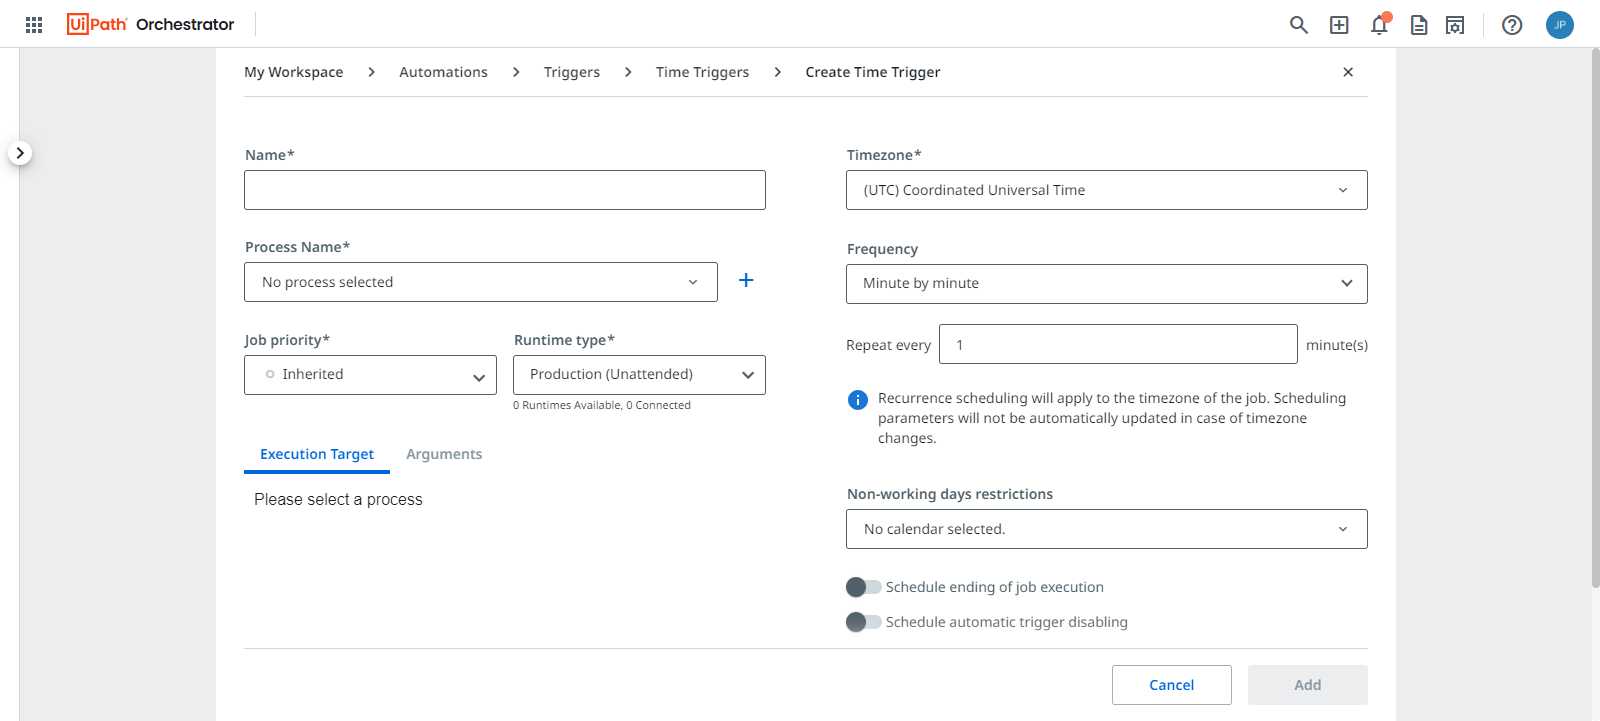 UiPath Orchestrator
JP
My Workspace > Automations > Triggers > Time Triggers > Create Time Trigger
Name*
Process Name*
No process selected
Job priority*
Runtime type*
Inherited
Production (Unattended)
0 Runtimes Available, 0 Connected
Execution Target
Arguments
Please select a process
Timezone*
(UTC) Coordinated Universal Time
Frequency
Minute by minute
Repeat every 1 minute(s)
Recurrence scheduling will apply to the timezone of the job. Scheduling
parameters will not be automatically updated in case of timezone
changes.
Non-working days restrictions
No calendar selected.
Schedule ending of job execution
Schedule automatic trigger disabling
Cancel
Add